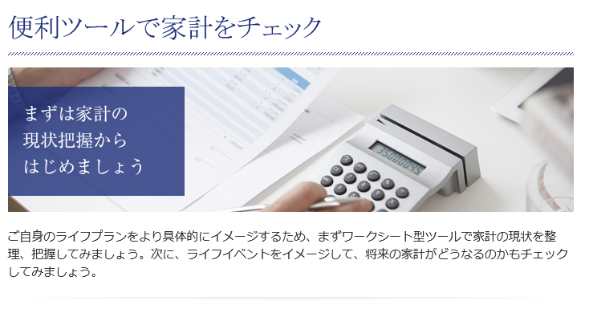 便利ツールで家計をチェック
まずは家計の
現状把握から
はじめましょう
ご自身のライフプランをより具体的にイメージするため、まずワークシート型ツールで家計の現状を整
理、把握してみましょう。次に、ライフイベントをイメージして、将来の家計がどうなるのかもチェック
してみましょう。